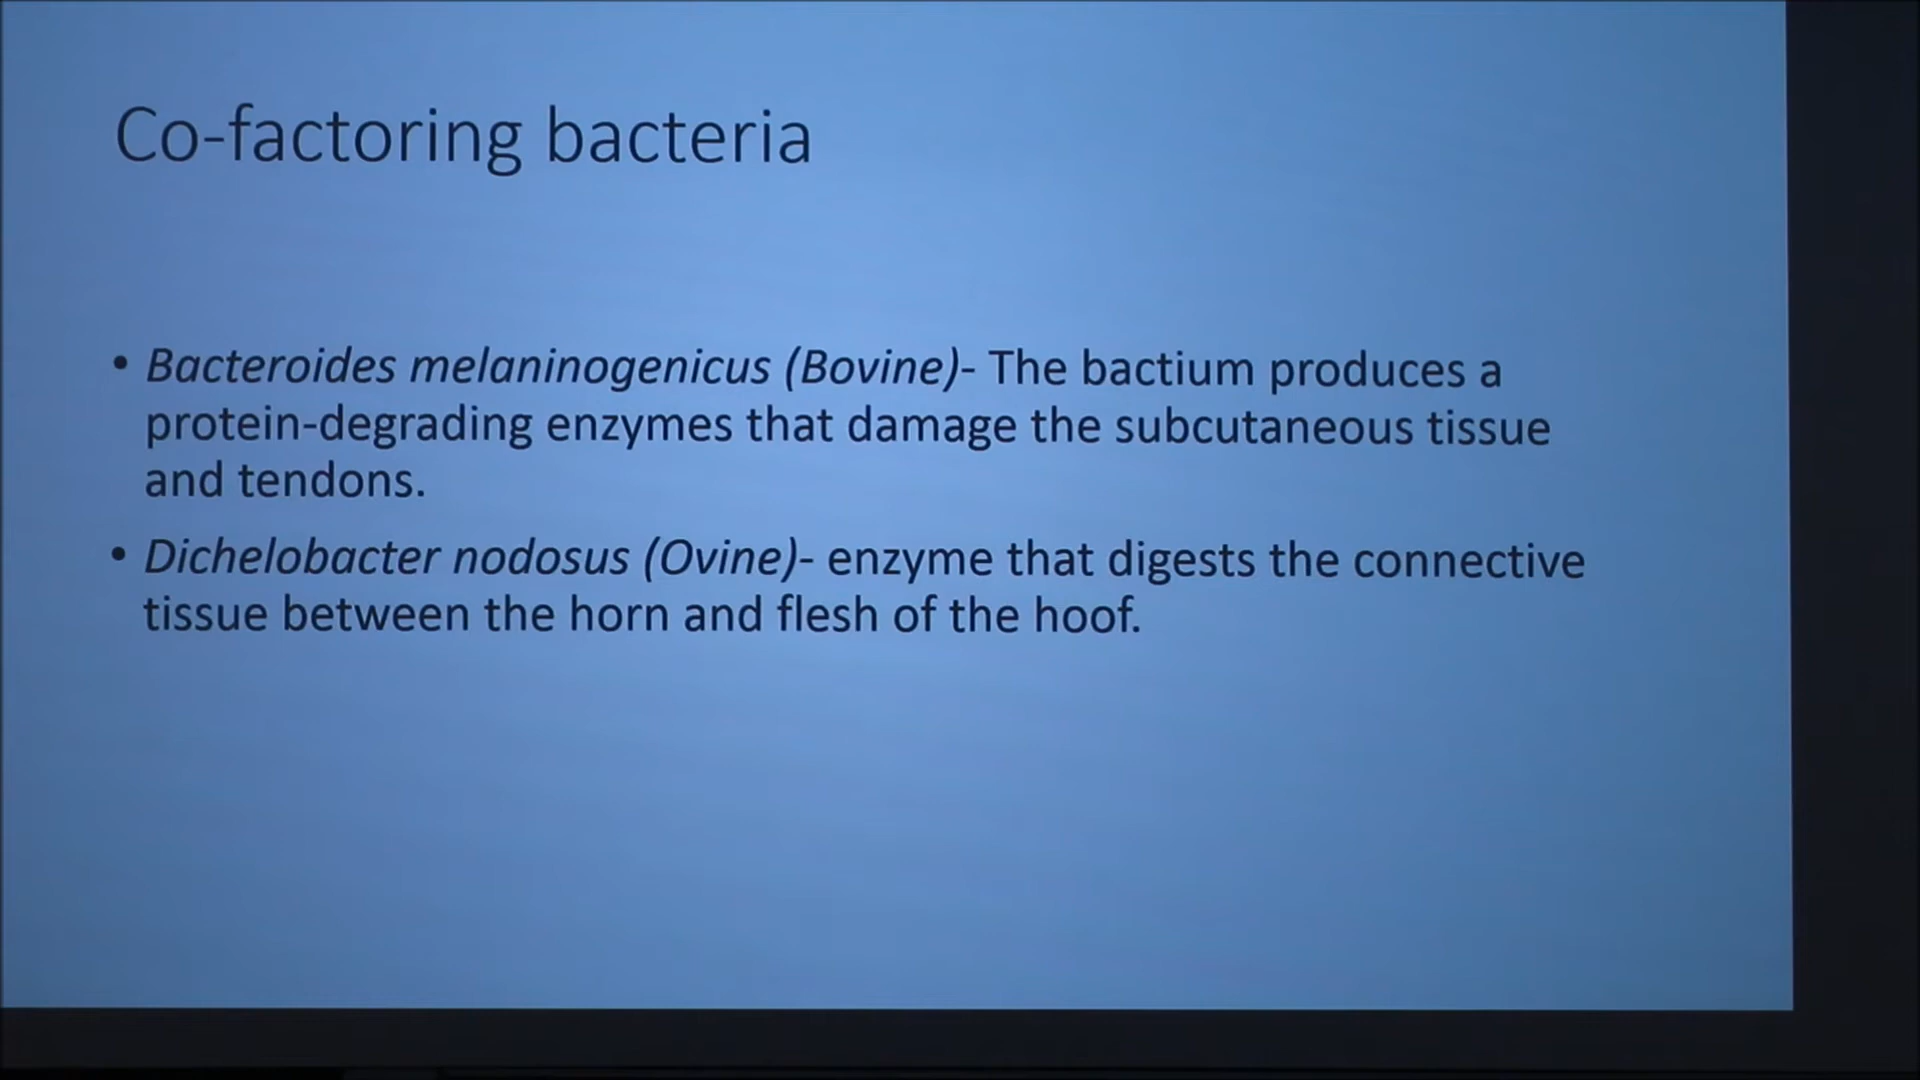 Co-factoring bacteria
• Bacteroides melaninogenicus (Bovine)- The bactium produces a
protein-degrading enzymes that damage the subcutaneous tissue
and tendons.
• Dichelobacter nodosus (Ovine)- enzyme that digests the connective
tissue between the horn and flesh of the hoof.